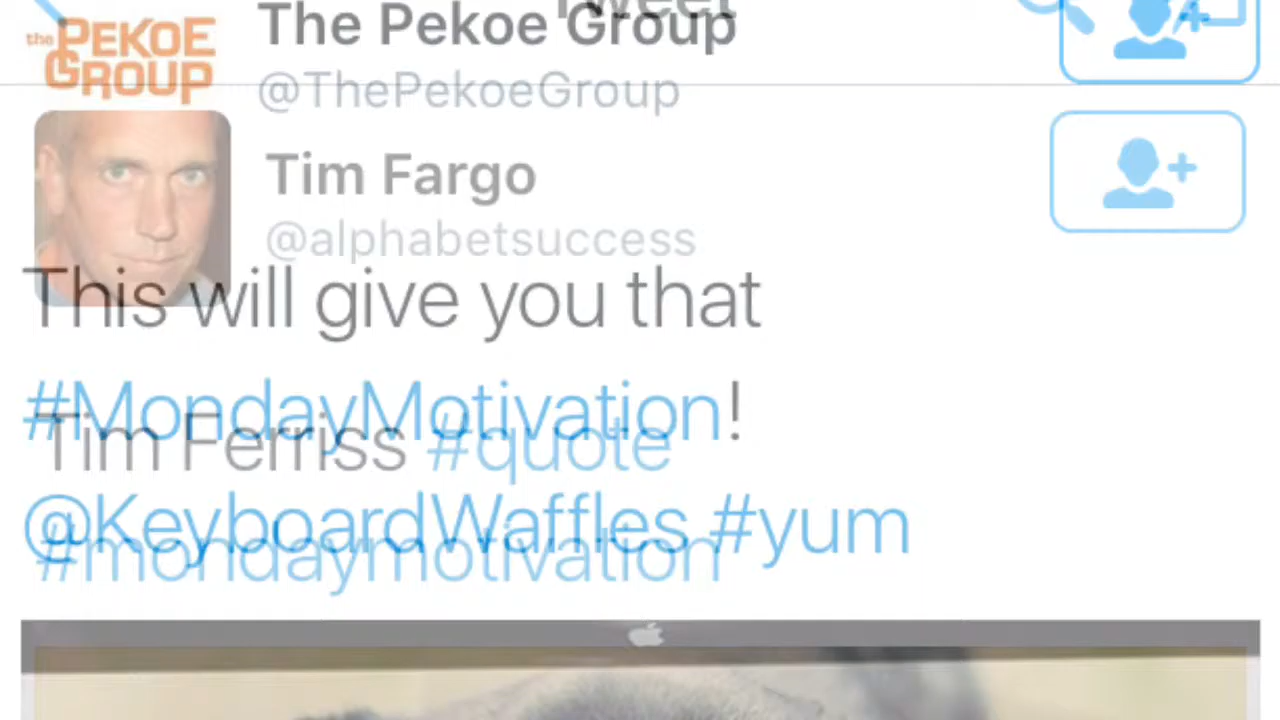 Tweet
The Pekoe Group
the PEKOE
GROUP
@ThePekoeGroup
Tim Fargo
@alphabetsuccess
This will give you that
#MondayMotivation!
Tim Ferriss #quote
@KeyboardWaffles #yum
#mondaymotivation